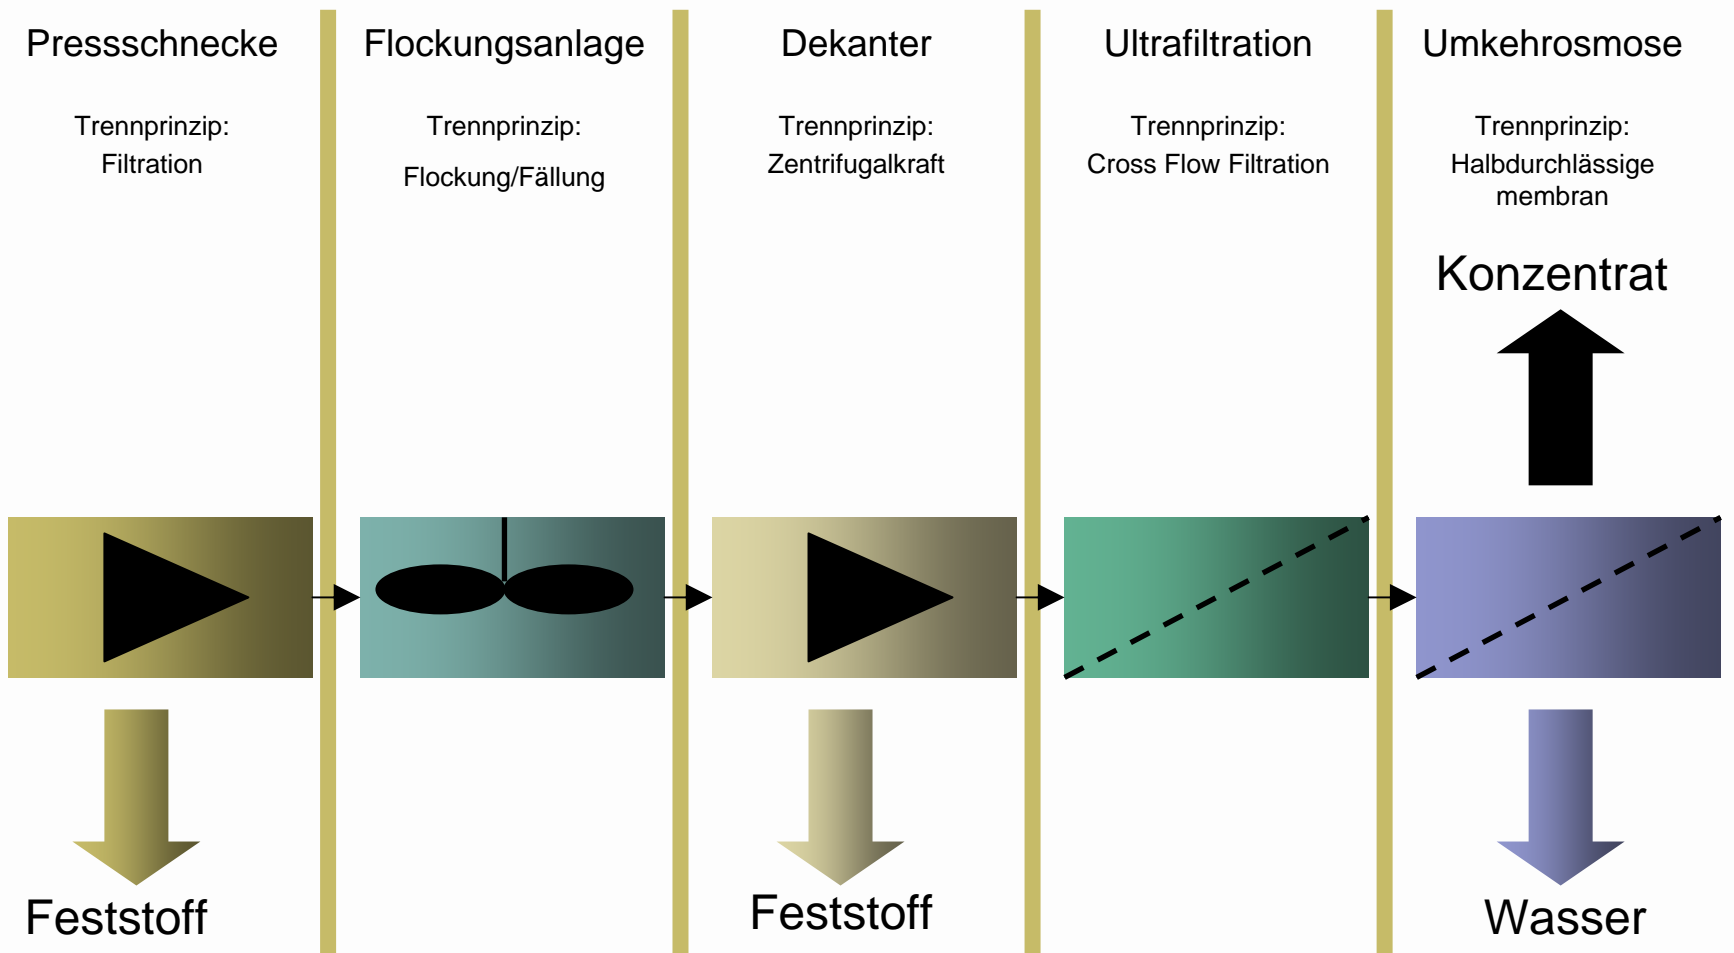 Pressschnecke
Trennprinzip:
Filtration
Feststoff
Flockungsanlage
Trennprinzip:
Flockung/Fällung
Dekanter
Trennprinzip:
Zentrifugalkraft
Feststoff
Ultrafiltration
Trennprinzip:
Cross Flow Filtration
Umkehrosmose
Trennprinzip:
Halbdurchlässige
membran
Konzentrat
Wasser